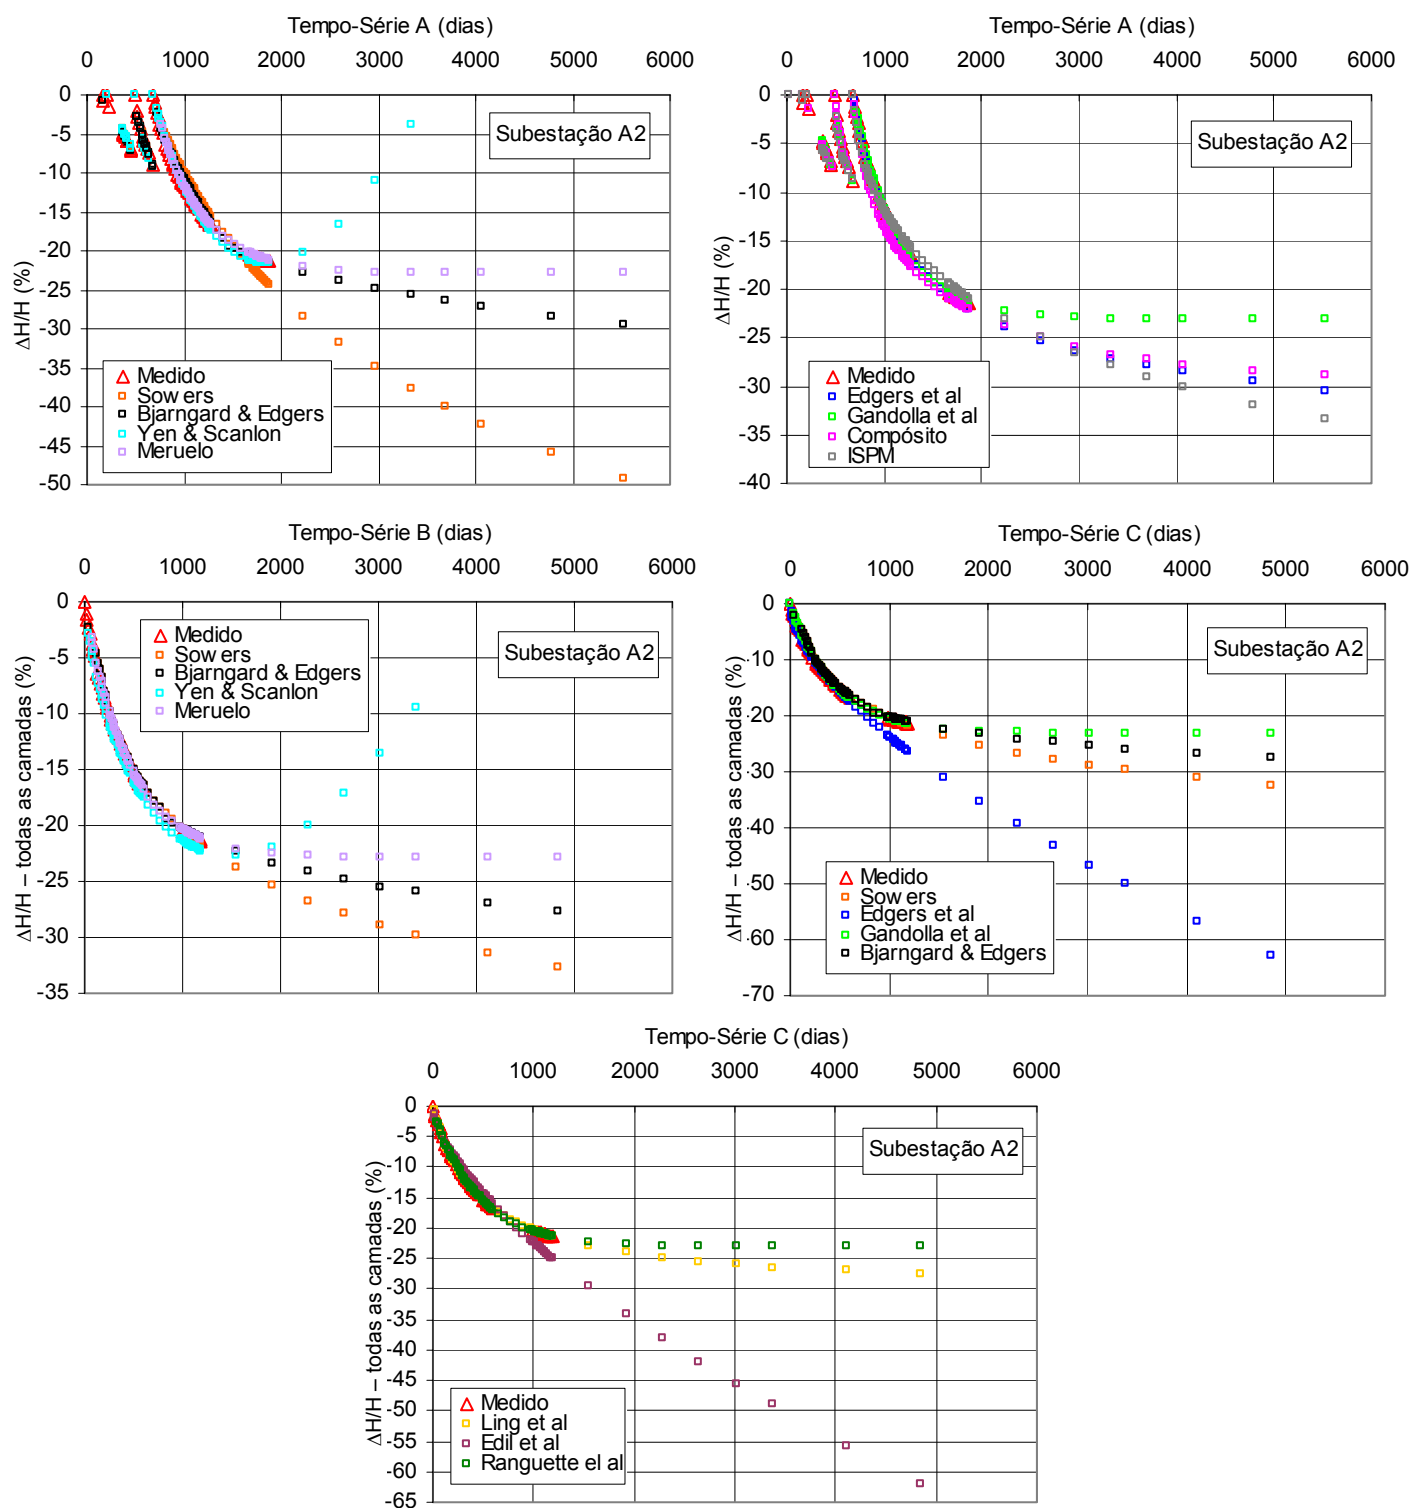 Tempo-Série A (dias)
0 1000 2000 3000 4000 5000 6000
0
-5
-10
-15
-20
-25
-30
-35
-40
-45
-50
ΔH/H (%)
Subestação A2
Medido
Sowers
Bjarngard & Edgers
Yen & Scanlon
Meruelo
Tempo-Série A (dias)
0 1000 2000 3000 4000 5000 6000
0
-5
-10
-15
-20
-25
-30
-35
-40
ΔH/H (%)
Subestação A2
Medido
Edgers et al
Gandolla et al
Compósito
ISPM
Tempo-Série B (dias)
0 1000 2000 3000 4000 5000 6000
0
-5
-10
-15
-20
-25
-30
-35
ΔH/H – todas as camadas (%)
Subestação A2
Medido
Sowers
Bjarngard & Edgers
Yen & Scanlon
Meruelo
Tempo-Série C (dias)
0 1000 2000 3000 4000 5000 6000
0
-10
-20
-30
-40
-50
-60
-70
ΔH/H – todas as camadas (%)
Subestação A2
Medido
Sowers
Edgers et al
Gandolla et al
Bjarngard & Edgers
Tempo-Série C (dias)
0 1000 2000 3000 4000 5000 6000
0
-5
-10
-15
-20
-25
-30
-35
-40
-45
-50
-55
-60
-65
ΔH/H – todas as camadas (%)
Subestação A2
Medido
Ling et al
Edil et al
Ranguette el al